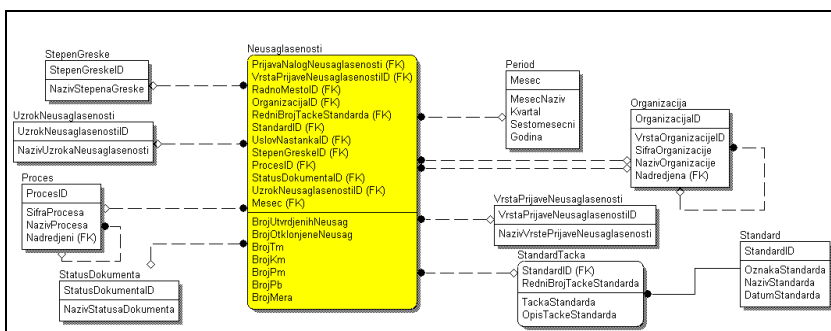 StepenGreske
StepenGreskeID
NazivStepenaGreske
UzrokNeusaglasenosti
UzrokNeusaglasenostiID
NazivUzrokaNeusaglasenosti
Proces
ProcesID
SifraProcesa
NazivProcesa
Nadredjeni (FK)
StatusDokumenta
StatusDokumentaID
NazivStatusaDokumenta
Neusaglasenosti
PrijavaNalogNeusaglasenosti (FK)
VrstaPrijaveNeusaglasenostiID (FK)
RadnoMestoID (FK)
OrganizacijaID (FK)
RedniBrojTackeStandarda (FK)
StandardID (FK)
UslovNastankaID (FK)
StepenGreskeID (FK)
ProcesID (FK)
StatusDokumentaID (FK)
UzrokNeusaglasenostiID (FK)
Mesec (FK)
BrojUtvrdjenihNeusag
BrojOtklonjeneNeusag
BrojTm
BrojKm
BrojPm
BrojPb
BrojMera
Period
Mesec
MesecNaziv
Kvartal
Sestomesecni
Godina
Organizacija
OrganizacijaID
VrstaOrganizacijeID
SifraOrganizacije
NazivOrganizacije
Nadredjena (FK)
VrstaPrijaveNeusaglasenosti
VrstaPrijaveNeusaglasenostiID
NazivVrstePrijaveNeusaglasenosti
StandardTacka
StandardID (FK)
RedniBrojTackeStandarda
TackaStandarda
OpisTackeStandarda
Standard
StandardID
OznakaStandarda
NazivStandarda
DatumStandarda